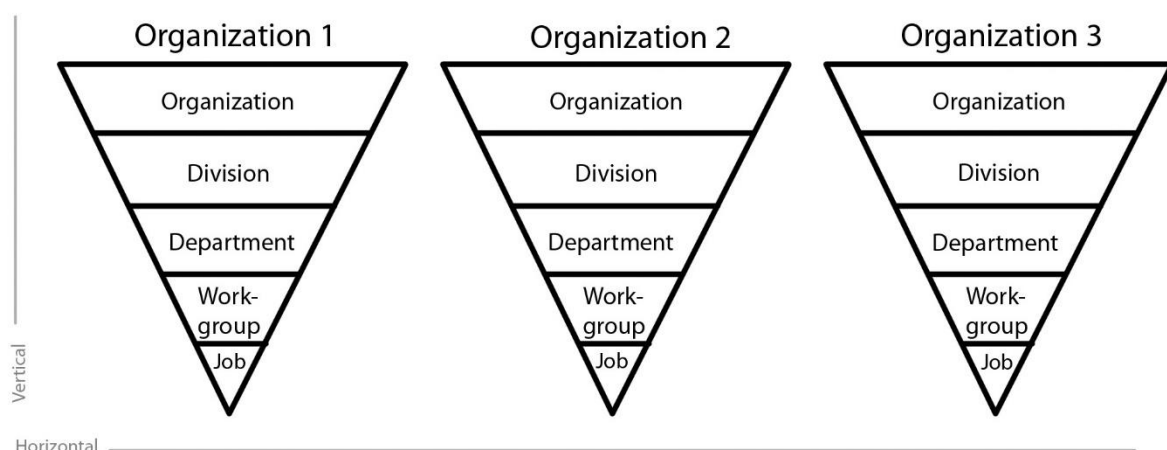 Organization 1
Organization 2
Organization 3
Organization
Division
Department
Work-
group
Job
Organization
Division
Department
Work-
group
Job
Organization
Division
Department
Work-
group
Job
Vertical
Horizontal